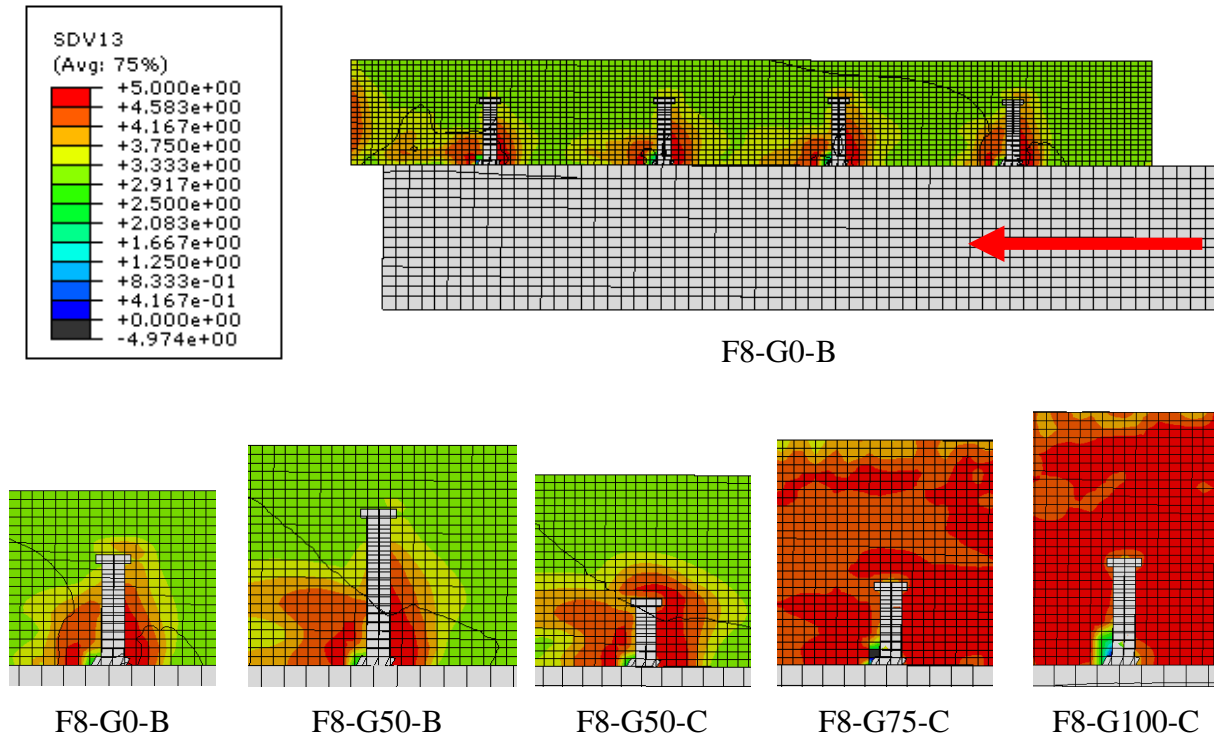 SDV13
(Avg: 75%)
+5.000e+00
+4.583e+00
+4.167e+00
+3.750e+00
+3.333e+00
+2.917e+00
+2.500e+00
+2.083e+00
+1.667e+00
+1.250e+00
+8.333e-01
+4.167e-01
+0.000e+00
-4.974e+00
F8-G0-B
F8-G0-B
F8-G50-B
F8-G50-C
F8-G75-C
F8-G100-C